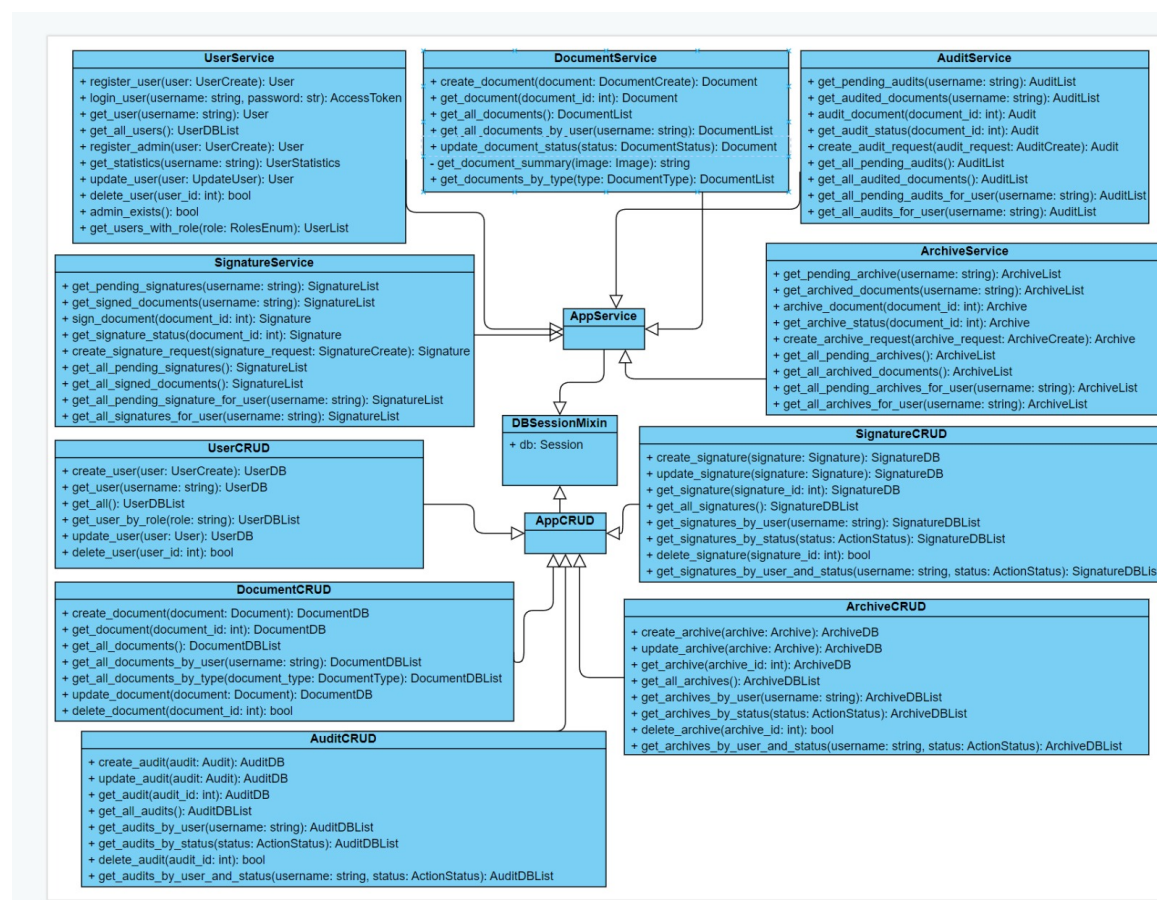 UserService
+ register_user(user: UserCreate): User
+ login_user(username: string, password: str): AccessToken
+ get_user(username: string): User
+ get_all_users(): UserDBList
+ register_admin(user: UserCreate): User
+ get_statistics(username: string): UserStatistics
+ update_user(user: UpdateUser): User
+ delete_user(user_id: int): bool
+ admin_exists(): bool
+ get_users_with_role(role: RolesEnum): UserList
DocumentService
+ create_document(document: DocumentCreate): Document
+ get_document(document_id: int): Document
+ get_all_documents(): DocumentList
+ get_all_documents_by_user(username: string): DocumentList
+ update_document_status(status: DocumentStatus): Document
- get_document_summary(image: Image): string
+ get_documents_by_type(type: DocumentType): DocumentList
AuditService
+ get_pending_audits(username: string): AuditList
+ get_audited_documents(username: string): AuditList
+ audit_document(document_id: int): Audit
+ get_audit_status(document_id: int): Audit
+ create_audit_request(audit_request: AuditCreate): Audit
+ get_all_pending_audits(): AuditList
+ get_all_audited_documents(): AuditList
+ get_all_pending_audits_for_user(username: string): AuditList
+ get_all_audits_for_user(username: string): AuditList
SignatureService
+ get_pending_signatures(username: string): SignatureList
+ get_signed_documents(username: string): SignatureList
+ sign_document(document_id: int): Signature
+ get_signature_status(document_id: int): Signature
+ create_signature_request(signature_request: SignatureCreate): Signature
+ get_all_pending_signatures(): SignatureList
+ get_all_signed_documents(): SignatureList
+ get_all_pending_signature_for_user(username: string): SignatureList
+ get_all_signatures_for_user(username: string): SignatureList
AppService
ArchiveService
+ get_pending_archive(username: string): ArchiveList
+ get_archived_documents(username: string): ArchiveList
+ archive_document(document_id: int): Archive
+ get_archive_status(document_id: int): Archive
+ create_archive_request(archive_request: ArchiveCreate): Archive
+ get_all_pending_archives(): ArchiveList
+ get_all_archived_documents(): ArchiveList
+ get_all_pending_archives_for_user(username: string): ArchiveList
+ get_all_archives_for_user(username: string): ArchiveList
DBSessionMixin
+ db: Session
UserCRUD
+ create_user(user: UserCreate): UserDB
+ get_user(username: string): UserDB
+ get_all(): UserDBList
+ get_user_by_role(role: string): UserDBList
+ update_user(user: User): UserDB
+ delete_user(user_id: int): bool
AppCRUD
SignatureCRUD
+ create_signature(signature: Signature): SignatureDB
+ update_signature(signature: Signature): SignatureDB
+ get_signature(signature_id: int): SignatureDB
+ get_all_signatures(): SignatureDBList
+ get_signatures_by_user(username: string): SignatureDBList
+ get_signatures_by_status(status: ActionStatus): SignatureDBList
+ delete_signature(signature_id: int): bool
+ get_signatures_by_user_and_status(username: string, status: ActionStatus): SignatureDBLis
DocumentCRUD
+ create_document(document: Document): DocumentDB
+ get_document(document_id: int): DocumentDB
+ get_all_documents(): DocumentDBList
+ get_all_documents_by_user(username: string): DocumentDBList
+ get_all_documents_by_type(document_type: DocumentType): DocumentDBList
+ update_document(document: Document): DocumentDB
+ delete_document(document_id: int): bool
ArchiveCRUD
+ create_archive(archive: Archive): ArchiveDB
+ update_archive(archive: Archive): ArchiveDB
+ get_archive(archive_id: int): ArchiveDB
+ get_all_archives(): ArchiveDBList
+ get_archives_by_user(username: string): ArchiveDBList
+ get_archives_by_status(status: ActionStatus): ArchiveDBList
+ delete_archive(archive_id: int): bool
+ get_archives_by_user_and_status(username: string, status: ActionStatus): ArchiveDBList
AuditCRUD
+ create_audit(audit: Audit): AuditDB
+ update_audit(audit: Audit): AuditDB
+ get_audit(audit_id: int): AuditDB
+ get_all_audits(): AuditDBList
+ get_audits_by_user(username: string): AuditDBList
+ get_audits_by_status(status: ActionStatus): AuditDBList
+ delete_audit(audit_id: int): bool
+ get_audits_by_user_and_status(username: string, status: ActionStatus): AuditDBList